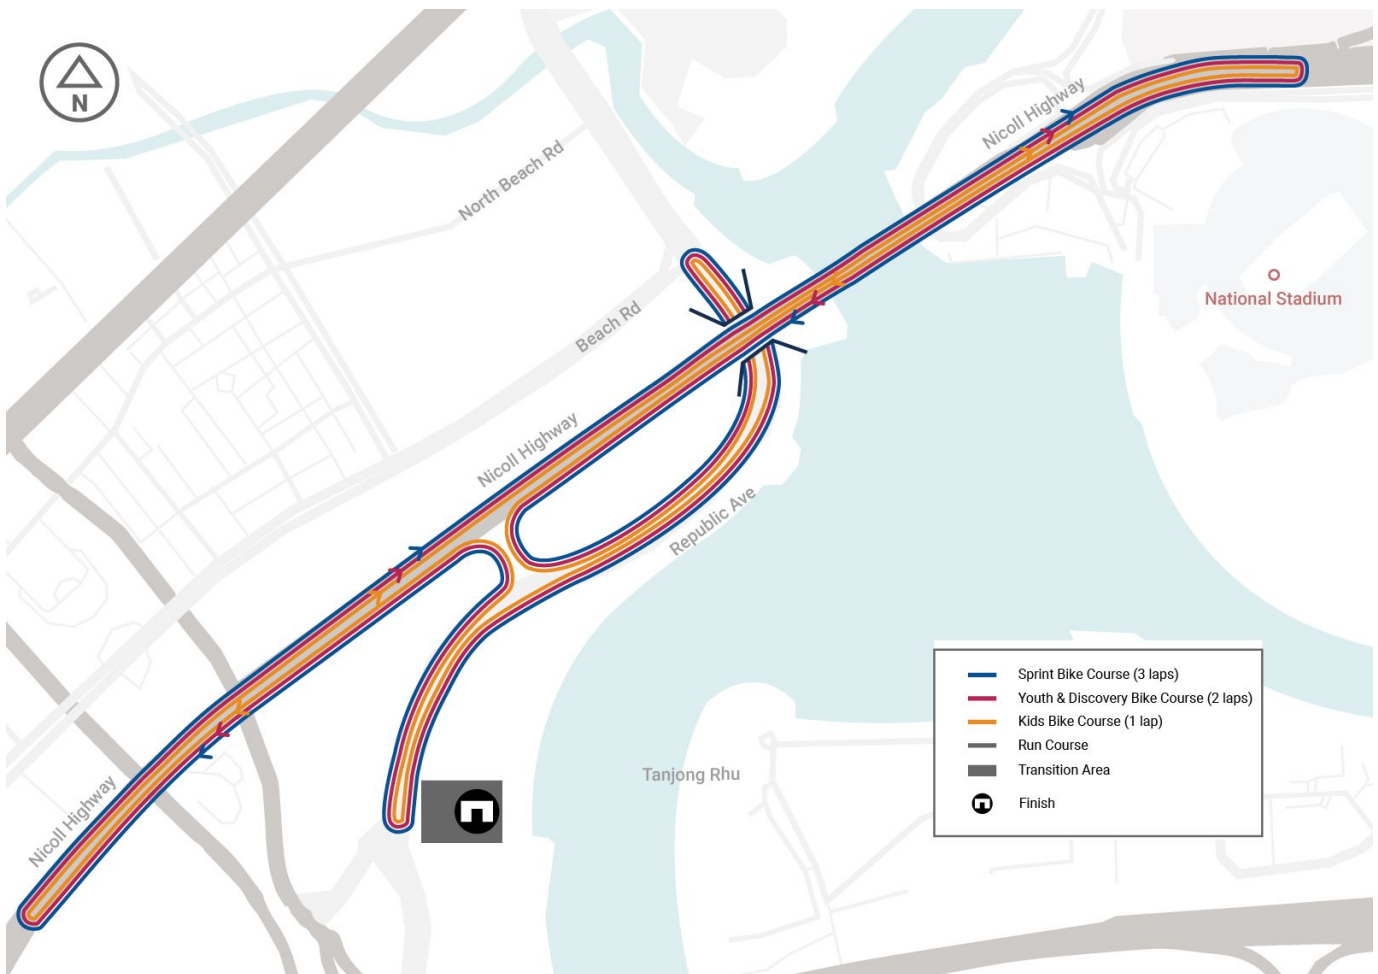 N
Nicoll Highway
North Beach Rd
National Stadium
Beach Rd
Nicoll Highway
Republic Ave
Sprint Bike Course (3 laps)
Youth & Discovery Bike Course (2 laps)
Kids Bike Course (1 lap)
Run Course
Transition Area
Finish
Tanjong Rhu
Nicoll Highway